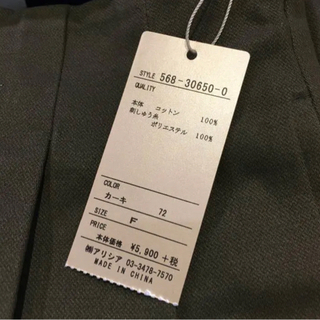 STYLE 568-30650-0
QUALITY
本体 コットン 100%
刺しゅう糸
ポリエステル 100%
COLOR
カーキ 72
SIZE F
PRICE
本体価格 ¥5,900+税
㈱アリシア 03-3478-7570
MADE IN CHINA